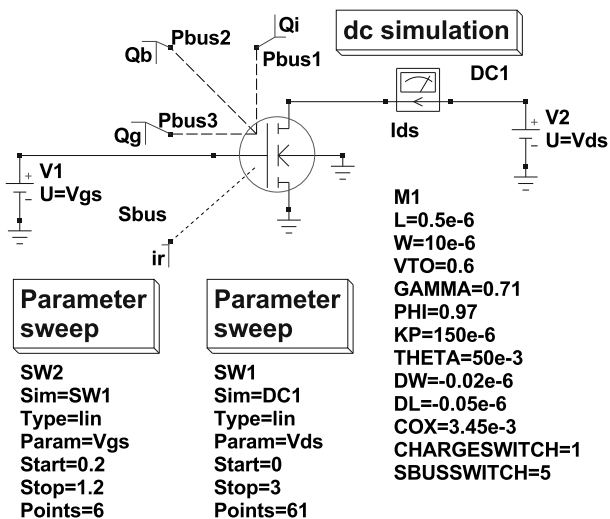 Qi
dc simulation
Pbus2
Qb
Pbus1
DC1
Pbus3
Qg
Ids
V2
U=Vds
V1
U=Vgs
Sbus
ir
M1
L=0.5e-6
W=10e-6
VTO=0.6
GAMMA=0.71
PHI=0.97
KP=150e-6
THETA=50e-3
DW=-0.02e-6
DL=-0.05e-6
COX=3.45e-3
CHARGESWITCH=1
SBUSSWITCH=5
Parameter
sweep
SW2
Sim=SW1
Type=lin
Param=Vgs
Start=0.2
Stop=1.2
Points=6
Parameter
sweep
SW1
Sim=DC1
Type=lin
Param=Vds
Start=0
Stop=3
Points=61